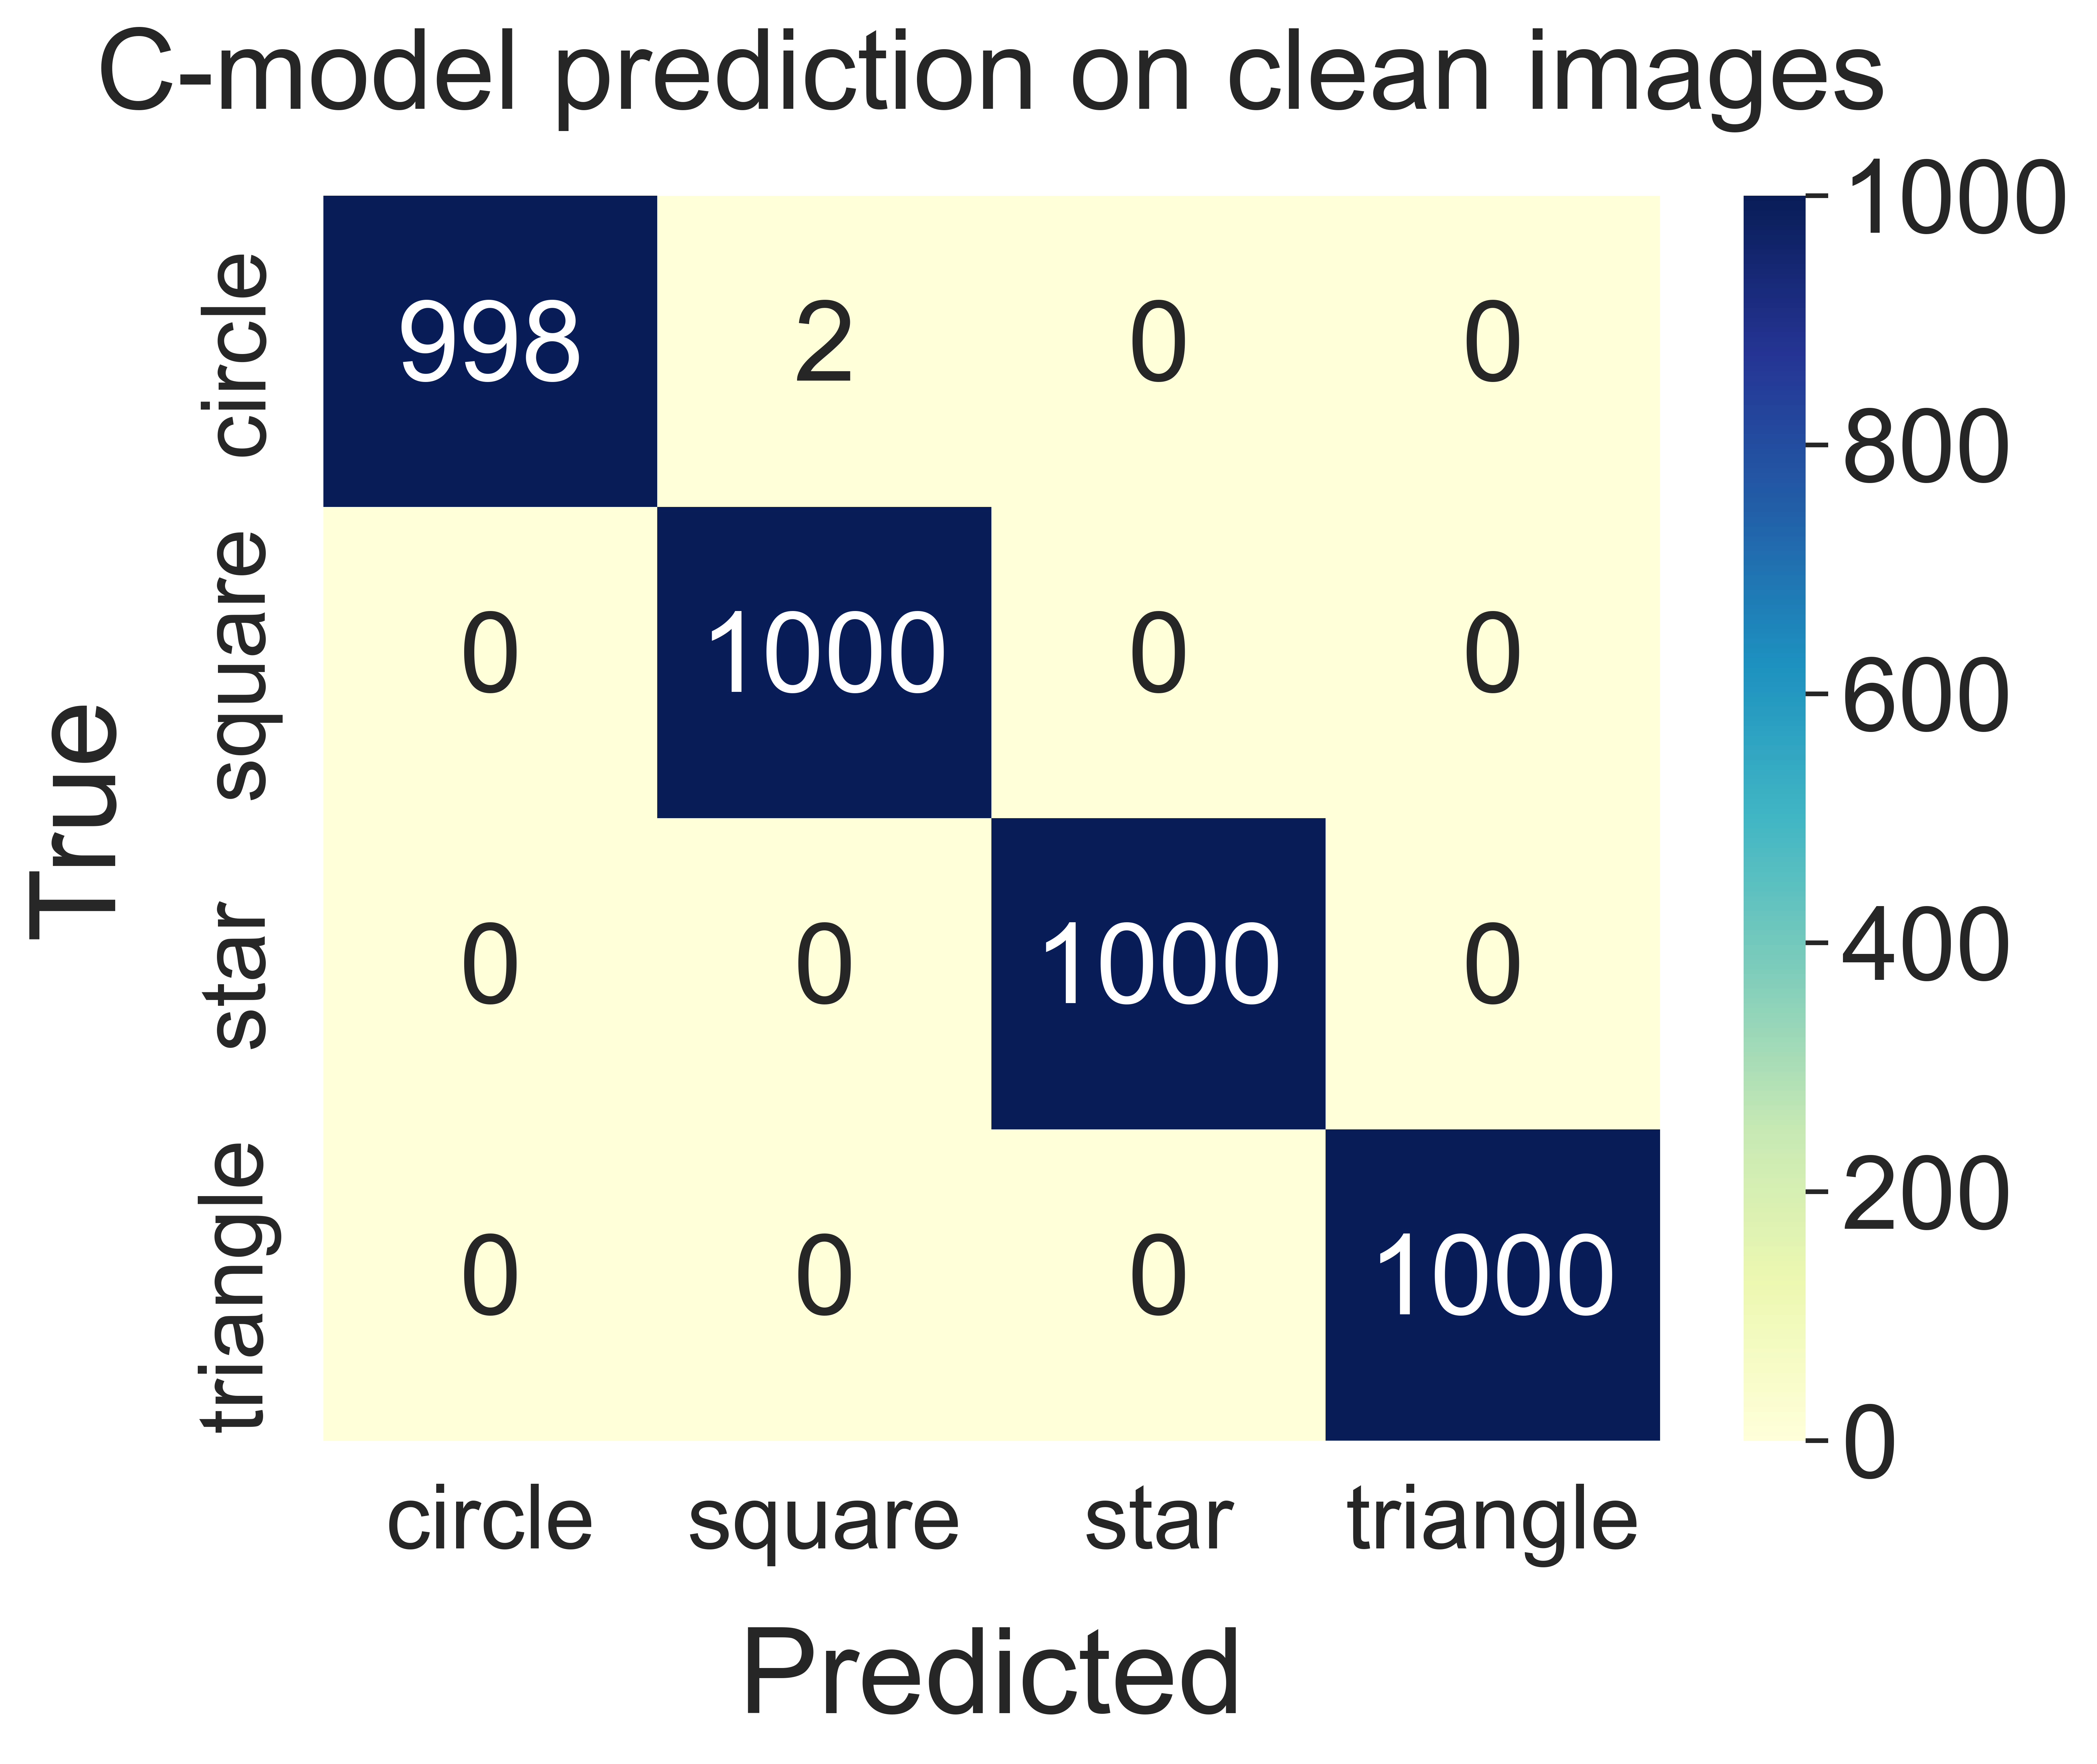 C-model prediction on clean images
True
circle 998 2 0 0
square 0 1000 0 0
star 0 0 1000 0
triangle 0 0 0 1000
circle square star triangle
Predicted
1000
800
600
400
200
0